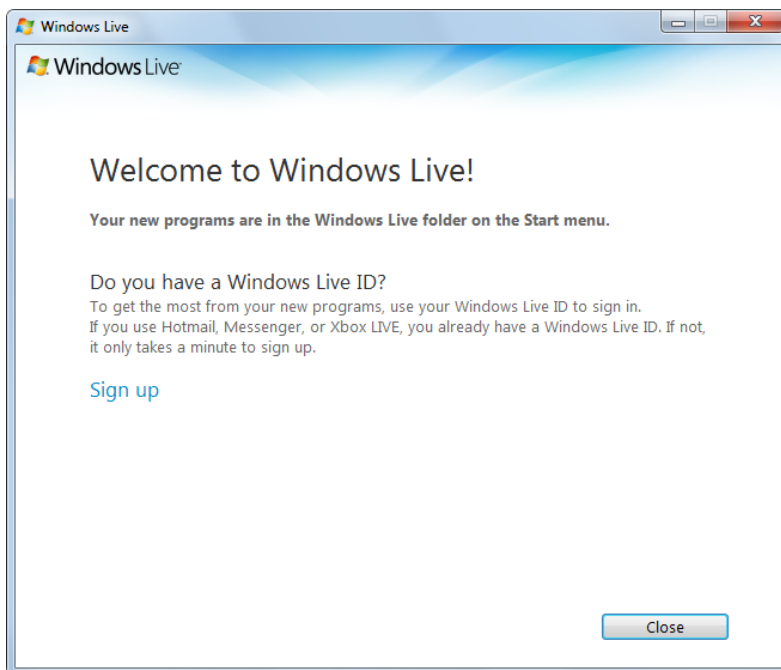 Windows Live
Windows Live
Welcome to Windows Live!
Your new programs are in the Windows Live folder on the Start menu.
Do you have a Windows Live ID?
To get the most from your new programs, use your Windows Live ID to sign in.
If you use Hotmail, Messenger, or Xbox LIVE, you already have a Windows Live ID. If not,
it only takes a minute to sign up.
Sign up
Close